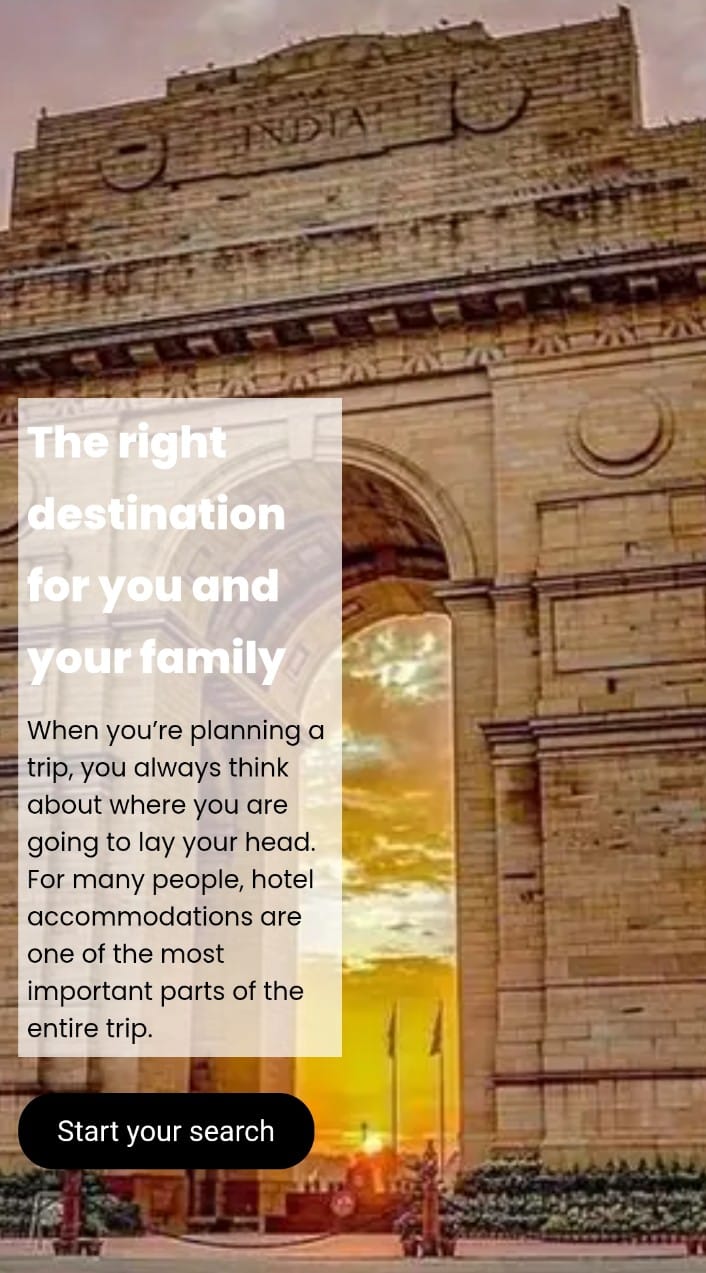 INDIA
The right
destination
for you and
your family
When you’re planning a
trip, you always think
about where you are
going to lay your head.
For many people, hotel
accommodations are
one of the most
important parts of the
entire trip.
Start your search